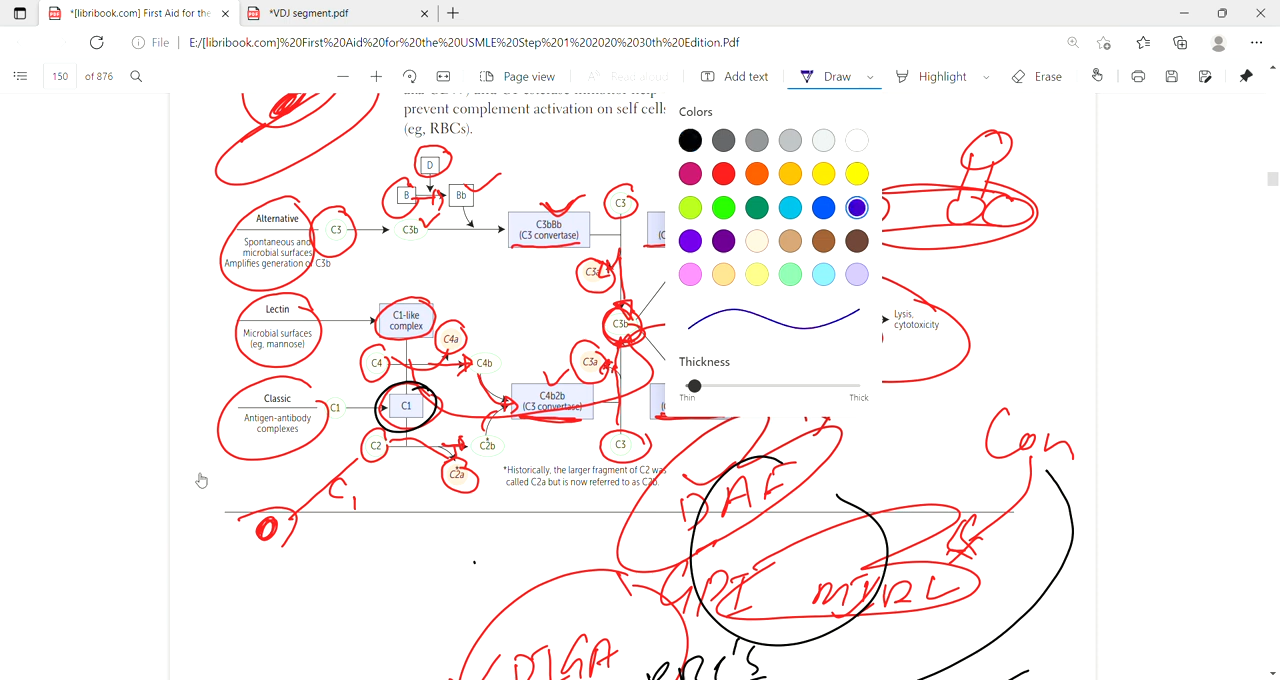 *[libribook.com] First Aid for the
*VDJ segment.pdf
File
E:/[libribook.com]%20First%20Aid%20for%20the%20USMLE%20Step%201%202020%2030th%20Edition.Pdf
150 of 876
Page view
Read aloud
Add text
Draw
Highlight
Erase
prevent complement activation on self cells
(eg, RBCs).
Colors
D
B
Bb
C3
Alternative
C3
C3b
C3bBb
(C3 convertase)
Spontaneous and
microbial surfaces
Amplifies generation of C3b
C3a
Lectin
C1-like
complex
C3b
Lysis,
cytotoxicity
Microbial surfaces
(eg, mannose)
C4a
C4
C4b
C3a
Thickness
Thin
Thick
Classic
C1
C1
C4b2b
(C3 convertase)
Antigen-antibody
complexes
C2
C2b
C3
C2a
*Historically, the larger fragment of C2 was
called C2a but is now referred to as C2b.
C1
Con
DAF
GPI
MIRL